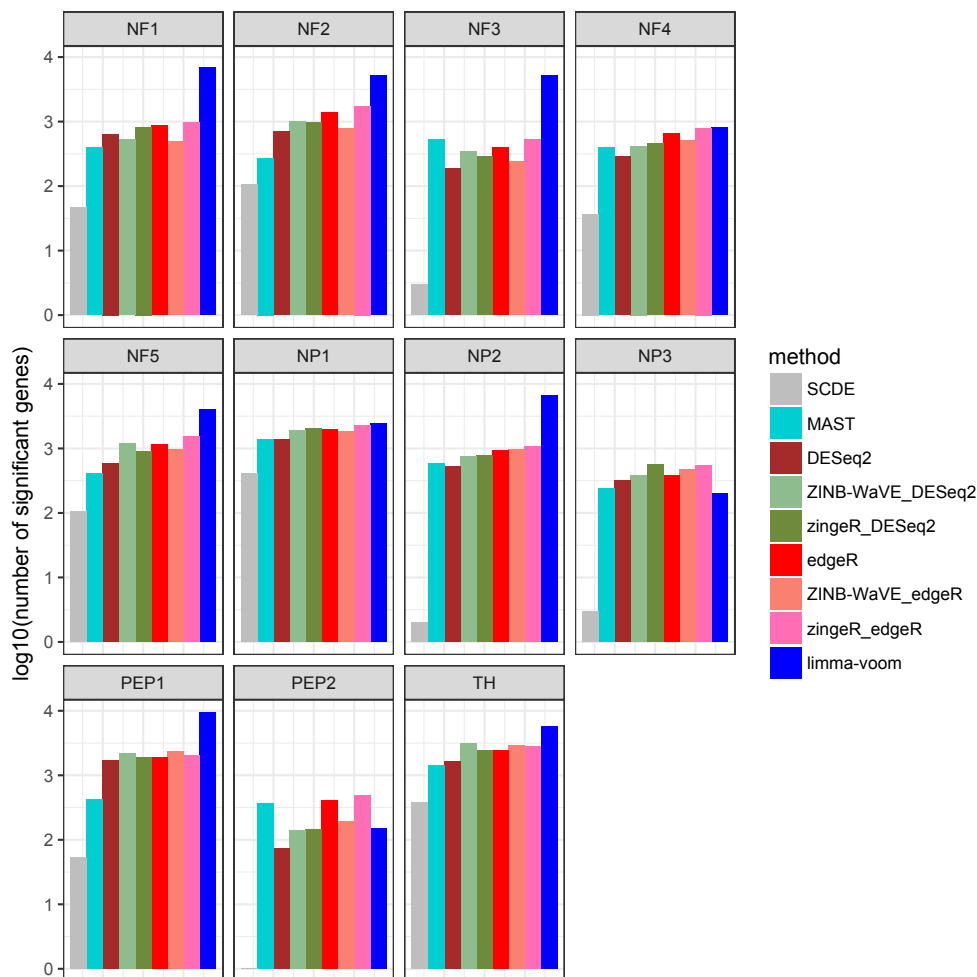 NF1 NF2 NF3 NF4
4
3
2
1
0
NF5 NP1 NP2 NP3
4
3
2
1
0
PEP1 PEP2 TH
4
3
2
1
0
log10(number of significant genes)
method
SCDE
MAST
DESeq2
ZINB-WaVE_DESeq2
zingeR_DESeq2
edgeR
ZINB-WaVE_edgeR
zingeR_edgeR
limma-voom